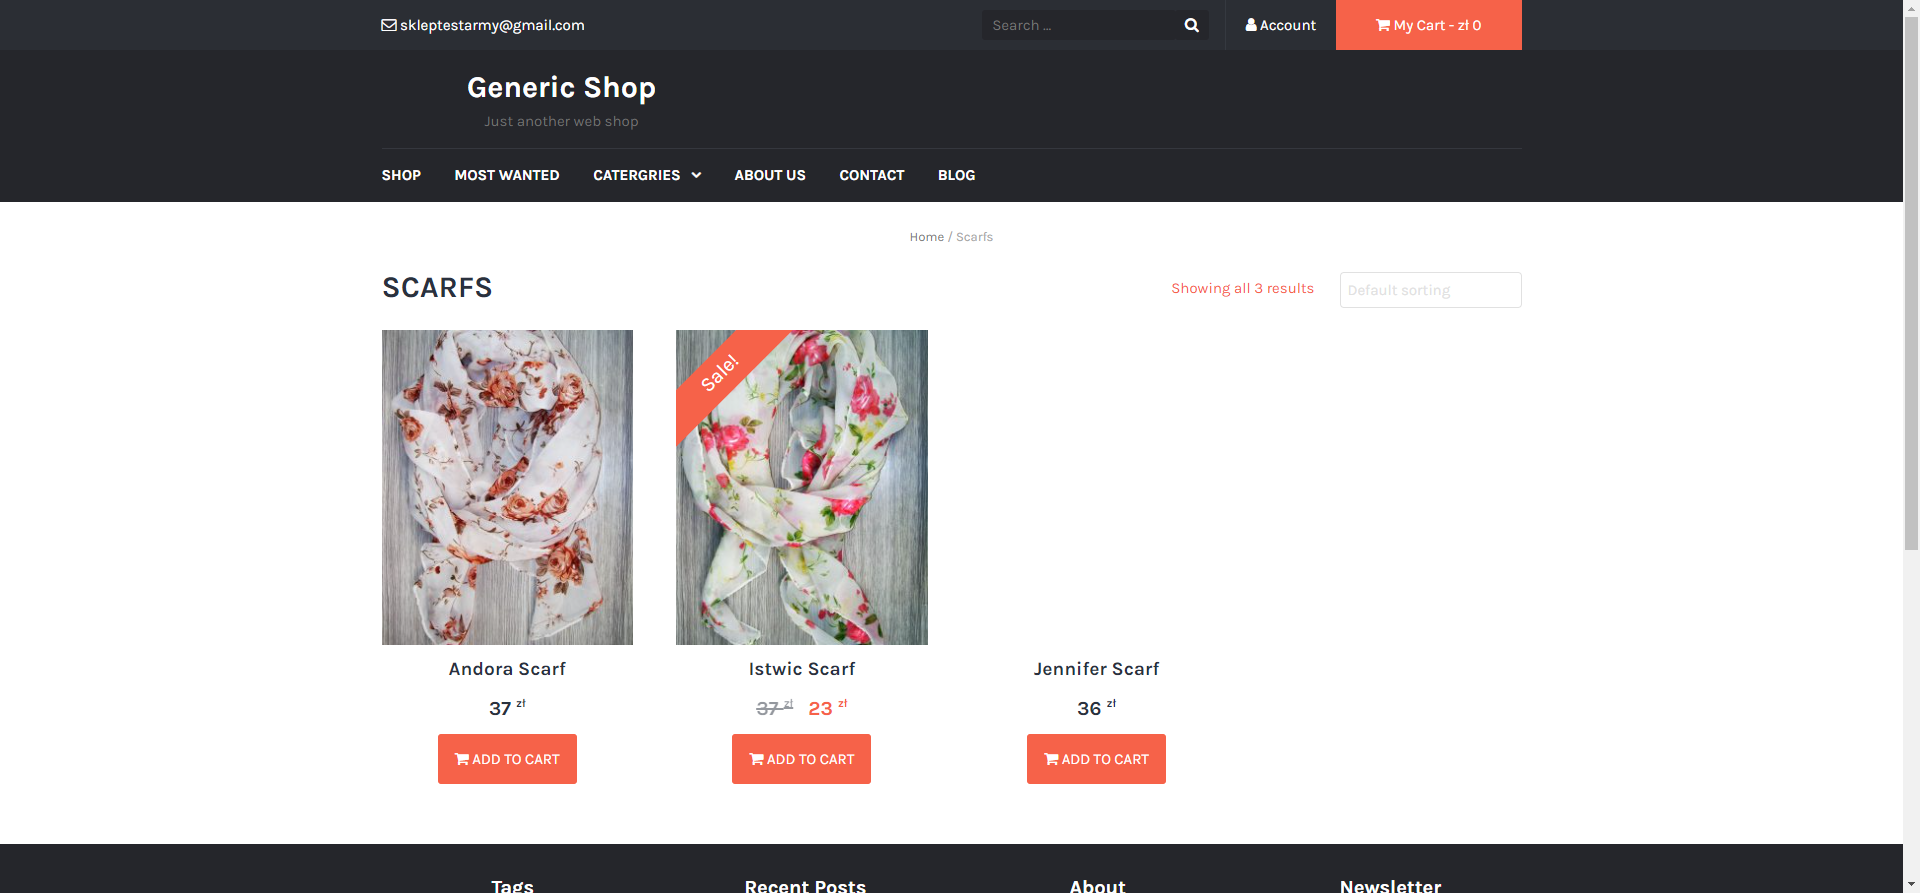 skleptestarmy@gmail.com
Search ...
Account
My Cart - zł 0
Generic Shop
Just another web shop
SHOP
MOST WANTED
CATERGRIES
ABOUT US
CONTACT
BLOG
Home / Scarfs
SCARFS
Showing all 3 results
Default sorting
Sale!
Andora Scarf
37 zł
ADD TO CART
Istwic Scarf
37 zł 23 zł
ADD TO CART
Jennifer Scarf
36 zł
ADD TO CART
Tags
Recent Posts
About
Newsletter